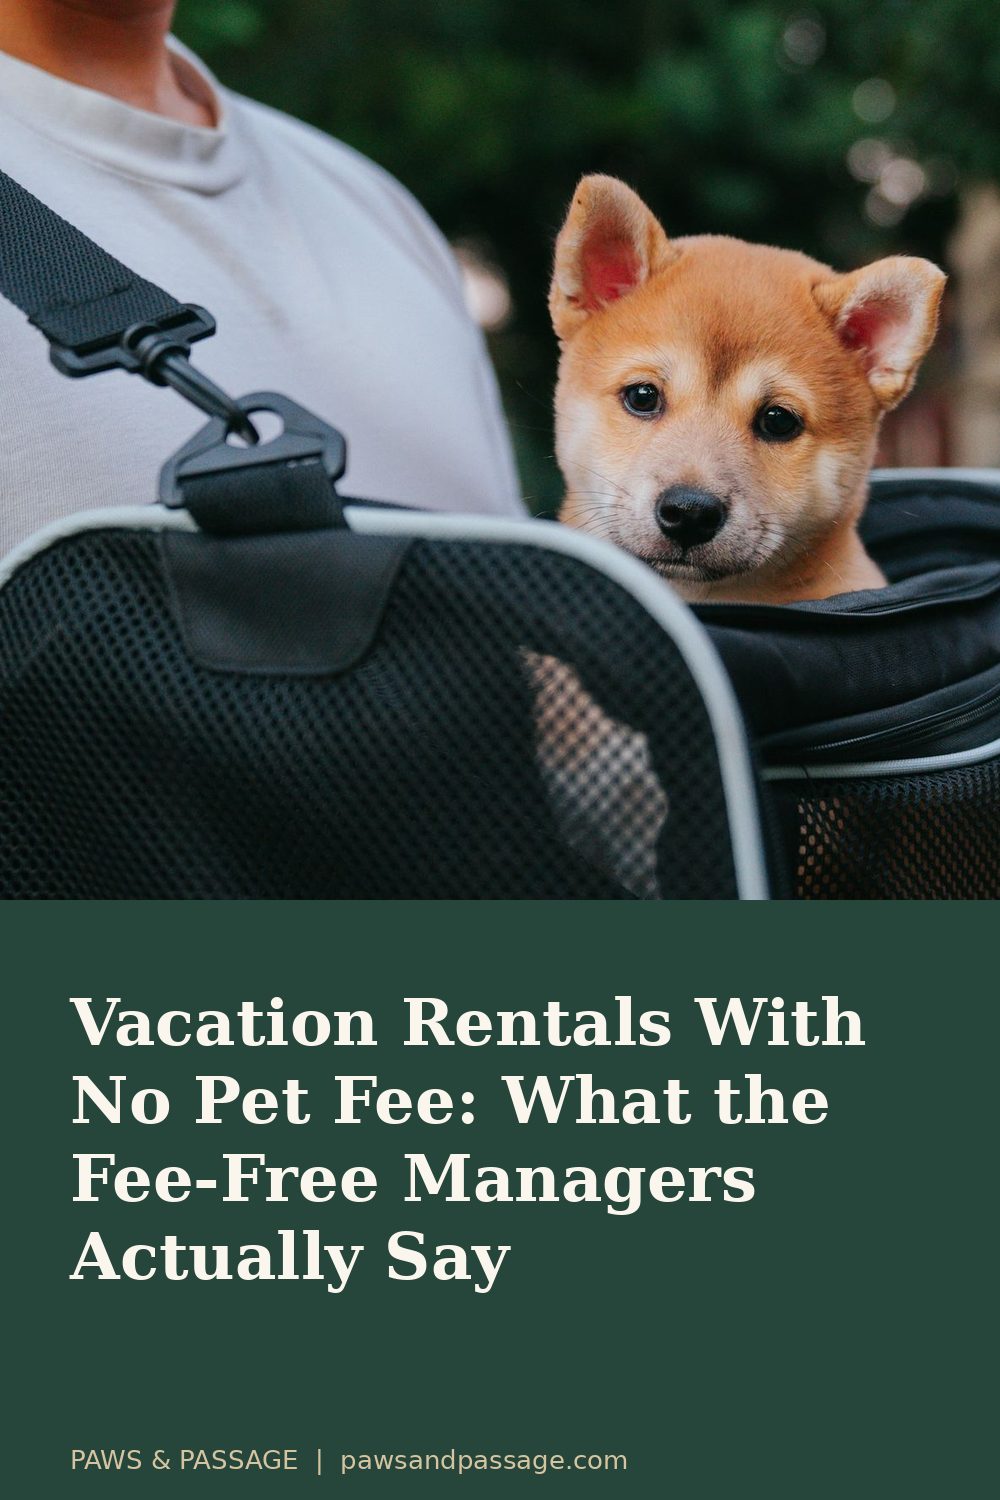 Vacation Rentals With
No Pet Fee: What the
Fee-Free Managers
Actually Say
PAWS & PASSAGE | pawsandpassage.com